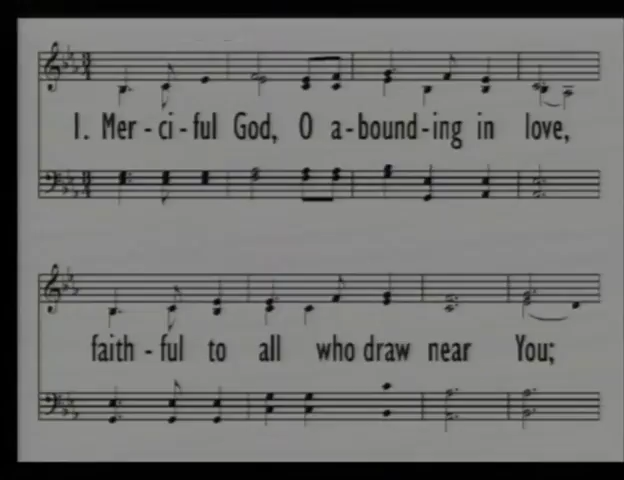 1. Mer - ci - ful God, O a - bound - ing in love,
faith - ful to all who draw near You;